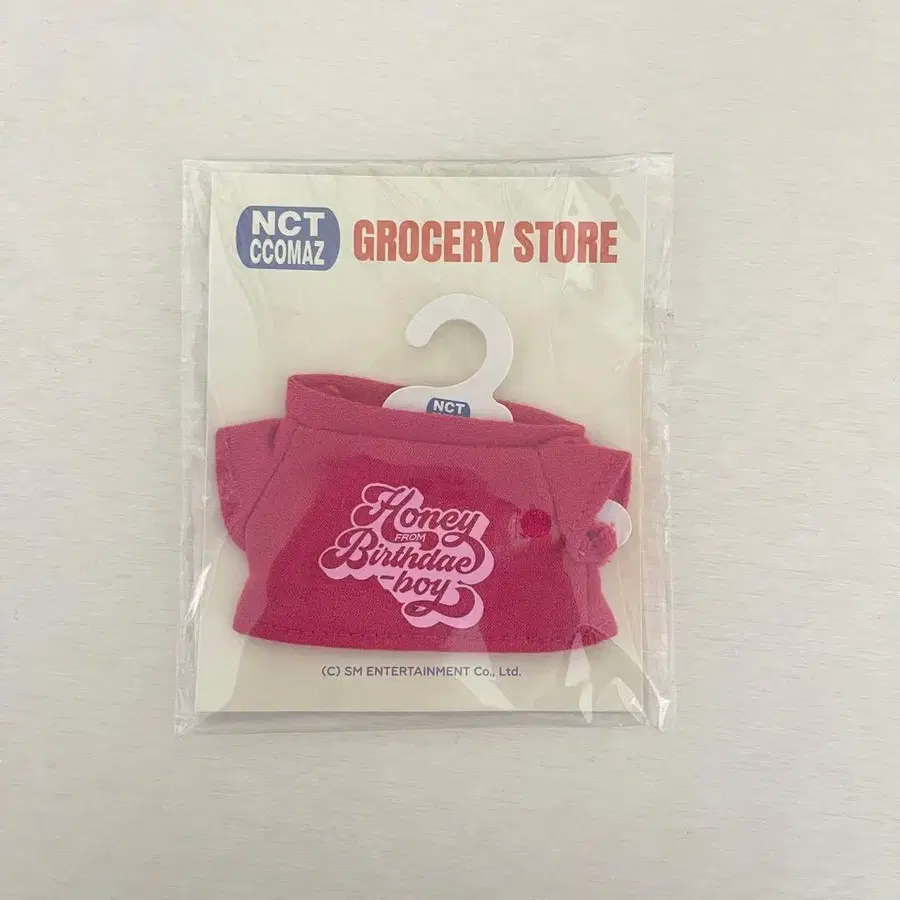 NCT
CCOMAZ
GROCERY STORE
NCT
Honey
FROM
Birthdae
-boy
(C) SM ENTERTAINMENT Co., Ltd.